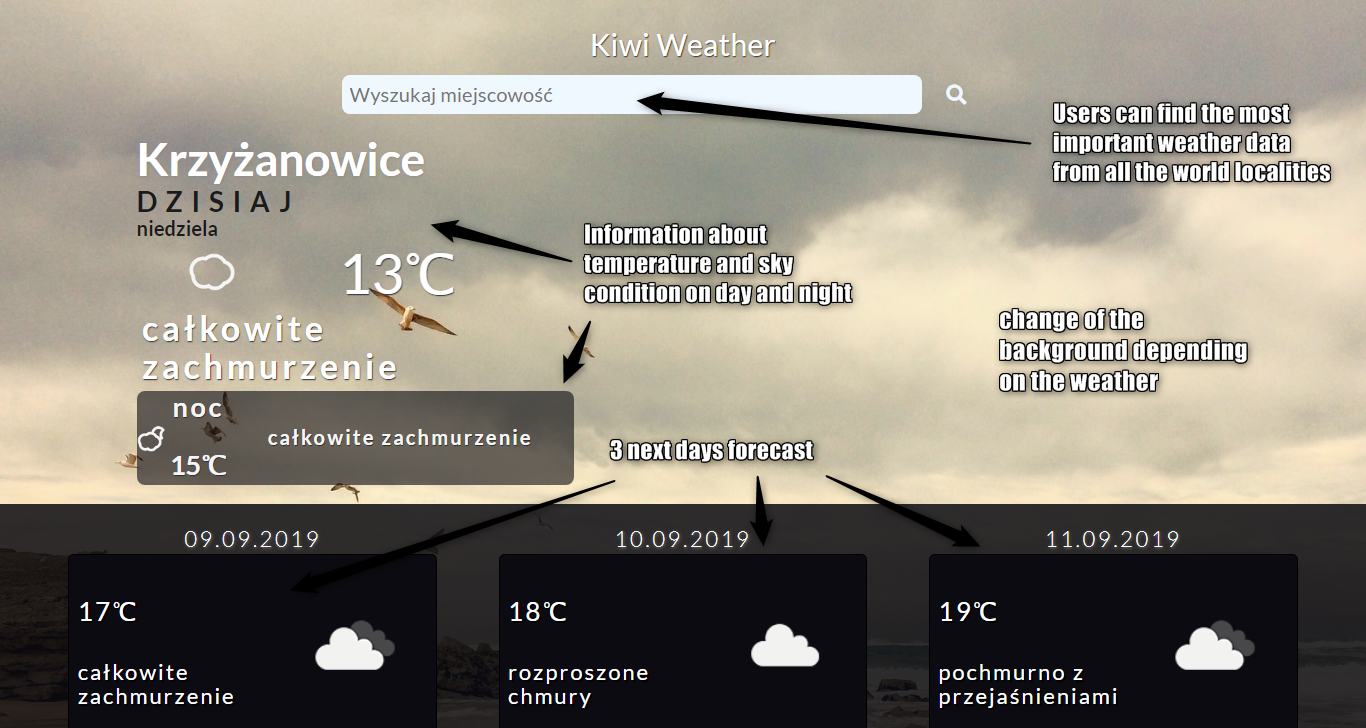 Kiwi Weather
Wyszukaj miejscowość
Users can find the most
important weather data
from all the world localities
Krzyżanowice
DZISIAJ
niedziela
13℃
całkowite
zachmurzenie
Information about
temperature and sky
condition on day and night
change of the
background depending
on the weather
noc
całkowite zachmurzenie
15℃
3 next days forecast
09.09.2019
17℃
całkowite
zachmurzenie
10.09.2019
18℃
rozproszone
chmury
11.09.2019
19℃
pochmurno z
przejaśnieniami